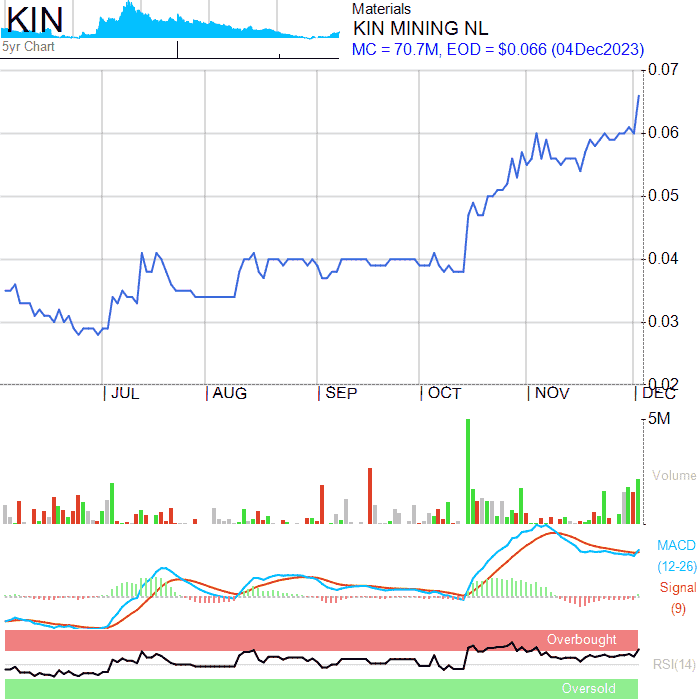 KIN
Materials
KIN MINING NL
5yr Chart
MC = 70.7M, EOD = $0.066 (04Dec2023)
0.07
0.06
0.05
0.04
0.03
0.02
JUL AUG SEP OCT NOV DEC
5M
Volume
MACD
(12-26)
Signal
(9)
Overbought
RSI(14)
Oversold